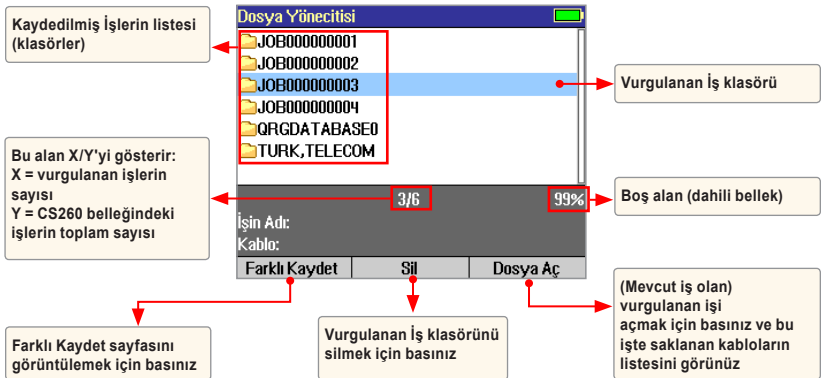 Kaydedilmiş İşlerin listesi
(klasörler)
Dosya Yönecitisi
JOB000000001
JOB000000002
JOB000000003
JOB000000004
QRGDATABASE0
TURK,TELECOM
Vurgulanan İş klasörü
Bu alan X/Y'yi gösterir:
X = vurgulanan işlerin
sayısı
Y = CS260 belleğindeki
işlerin toplam sayısı
3/6
99%
Boş alan (dahili bellek)
İşin Adı:
Kablo:
Farklı Kaydet
Sil
Dosya Aç
Farklı Kaydet sayfasını
görüntülemek için basınız
Vurgulanan İş klasörünü
silmek için basınız
(Mevcut iş olan)
vurgulanan işi
açmak için basınız ve bu
işte saklanan kabloların
listesini görünüz